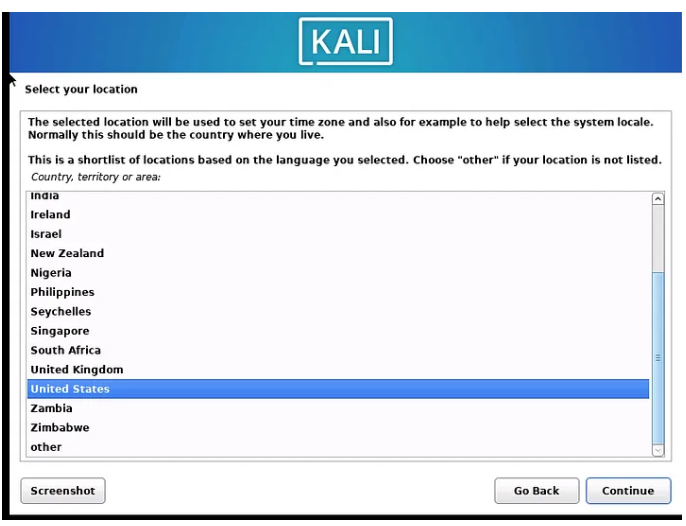 KALI
Select your location
The selected location will be used to set your time zone and also for example to help select the system locale.
Normally this should be the country where you live.
This is a shortlist of locations based on the language you selected. Choose "other" if your location is not listed.
Country, territory or area:
India
Ireland
Israel
New Zealand
Nigeria
Philippines
Seychelles
Singapore
South Africa
United Kingdom
United States
Zambia
Zimbabwe
other
Screenshot
Go Back
Continue